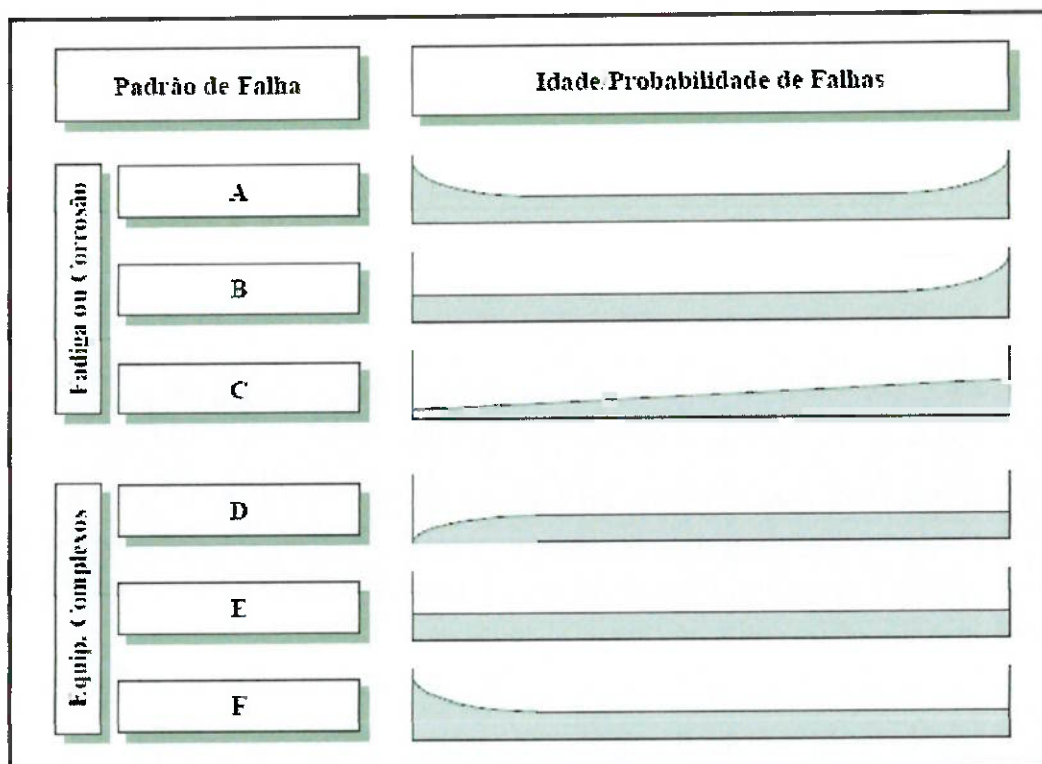 Padrão de Falha
Idade/Probabilidade de Falhas
Fadiga ou Corrosão
A
B
C
Equip. Complexos
D
E
F